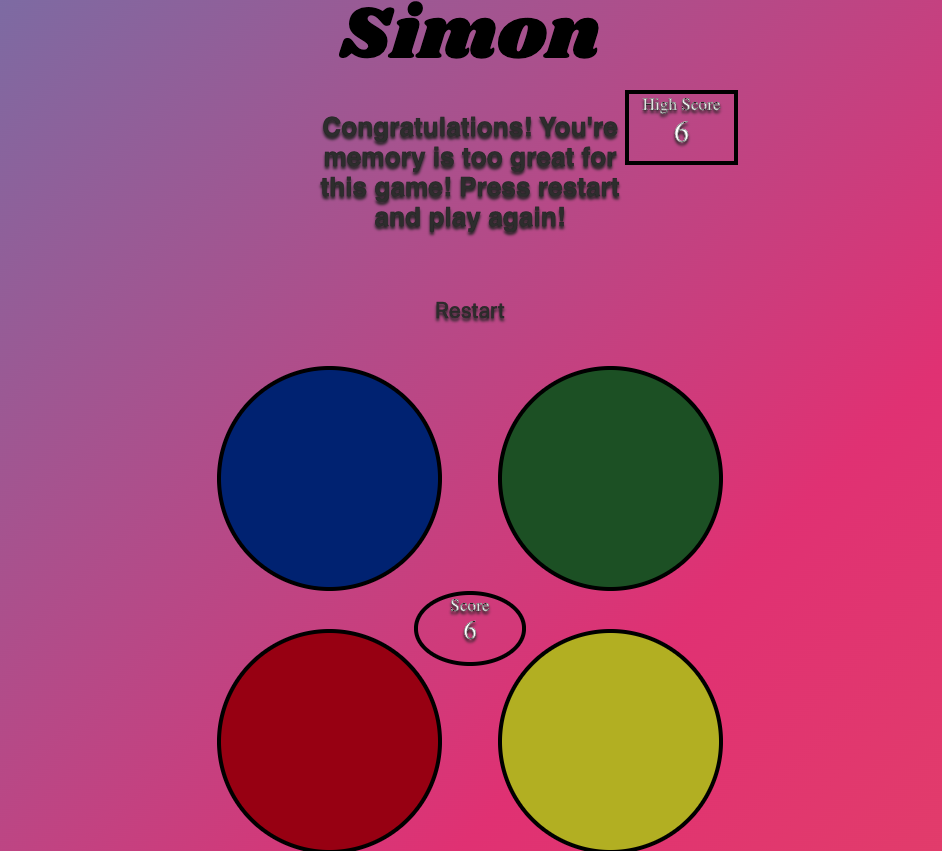 Simon
High Score
6
Congratulations! You're
memory is too great for
this game! Press restart
and play again!
Restart
Score
6